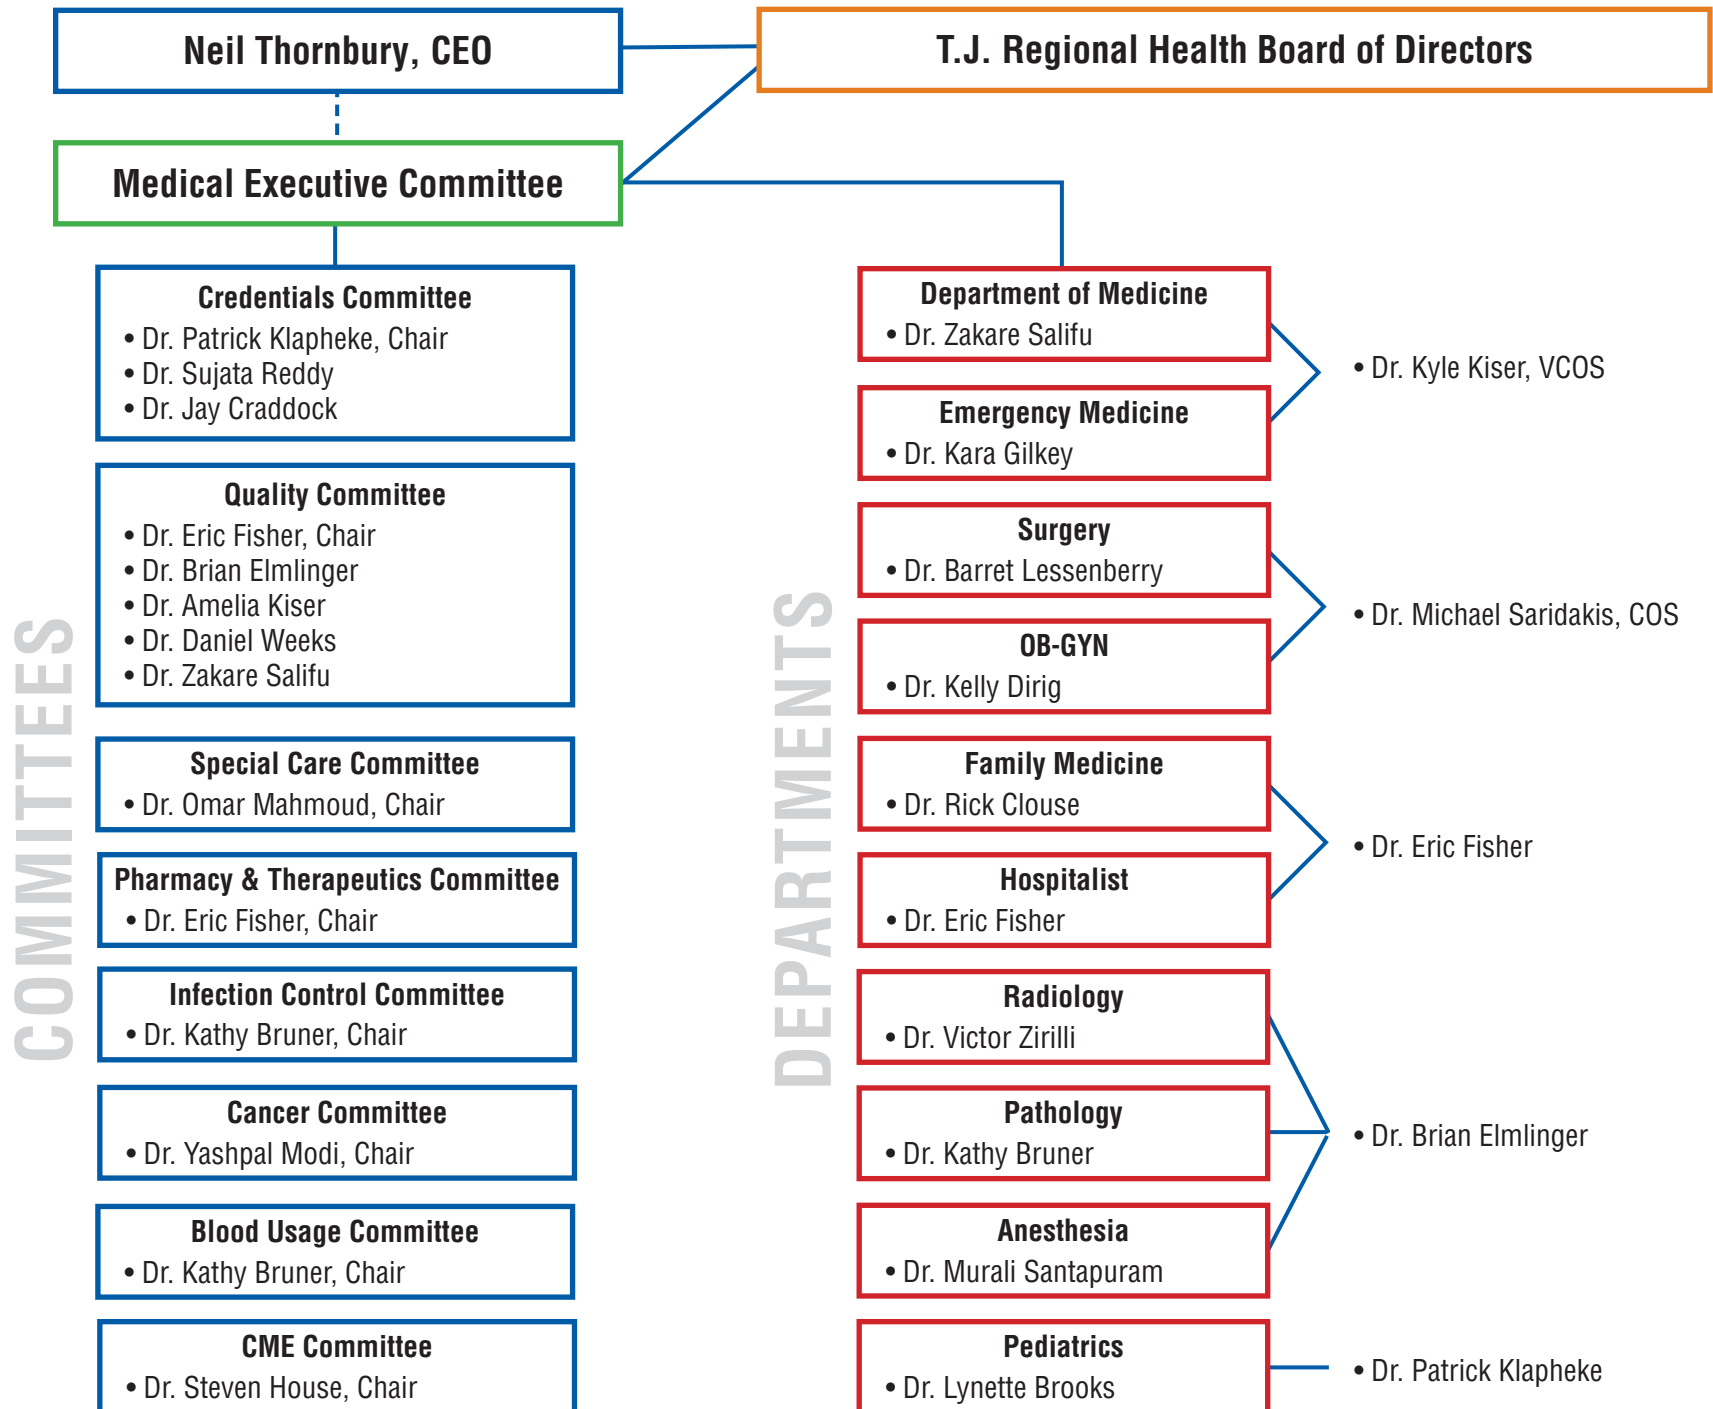 Neil Thornbury, CEO
T.J. Regional Health Board of Directors
Medical Executive Committee
COMMITTEES
Credentials Committee
• Dr. Patrick Klapheke, Chair
• Dr. Sujata Reddy
• Dr. Jay Craddock
Quality Committee
• Dr. Eric Fisher, Chair
• Dr. Brian Elmlinger
• Dr. Amelia Kiser
• Dr. Daniel Weeks
• Dr. Zakare Salifu
Special Care Committee
• Dr. Omar Mahmoud, Chair
Pharmacy & Therapeutics Committee
• Dr. Eric Fisher, Chair
Infection Control Committee
• Dr. Kathy Bruner, Chair
Cancer Committee
• Dr. Yashpal Modi, Chair
Blood Usage Committee
• Dr. Kathy Bruner, Chair
CME Committee
• Dr. Steven House, Chair
DEPARTMENTS
Department of Medicine
• Dr. Zakare Salifu
Emergency Medicine
• Dr. Kara Gilkey
• Dr. Kyle Kiser, VCOS
Surgery
• Dr. Barret Lessenberry
OB-GYN
• Dr. Kelly Dirig
• Dr. Michael Saridakis, COS
Family Medicine
• Dr. Rick Clouse
Hospitalist
• Dr. Eric Fisher
• Dr. Eric Fisher
Radiology
• Dr. Victor Zirilli
Pathology
• Dr. Kathy Bruner
Anesthesia
• Dr. Murali Santapuram
• Dr. Brian Elmlinger
Pediatrics
• Dr. Lynette Brooks
• Dr. Patrick Klapheke